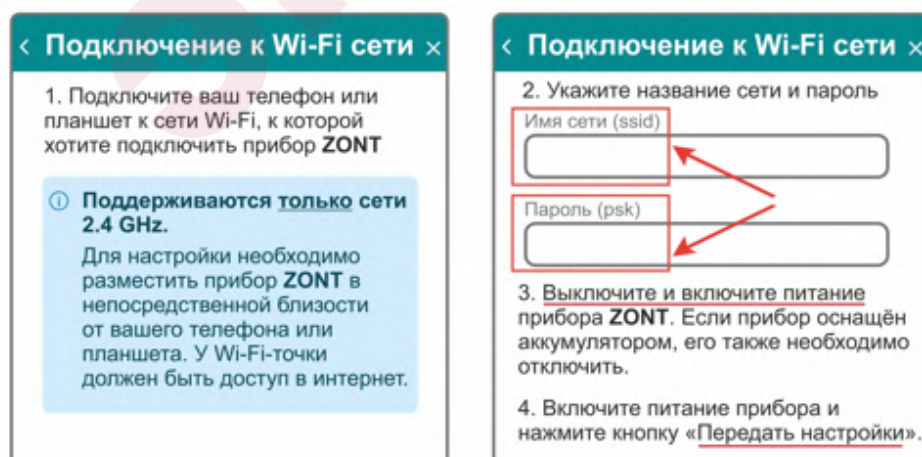 < Подключение к Wi-Fi сети ×
1. Подключите ваш телефон или
планшет к сети Wi-Fi, к которой
хотите подключить прибор ZONT
Поддерживаются только сети
2.4 GHz.
Для настройки необходимо
разместить прибор ZONT в
непосредственной близости
от вашего телефона или
планшета. У Wi-Fi-точки
должен быть доступ в интернет.
< Подключение к Wi-Fi сети ×
2. Укажите название сети и пароль
Имя сети (ssid)
Пароль (psk)
3. Выключите и включите питание
прибора ZONT. Если прибор оснащён
аккумулятором, его также необходимо
отключить.
4. Включите питание прибора и
нажмите кнопку «Передать настройки».